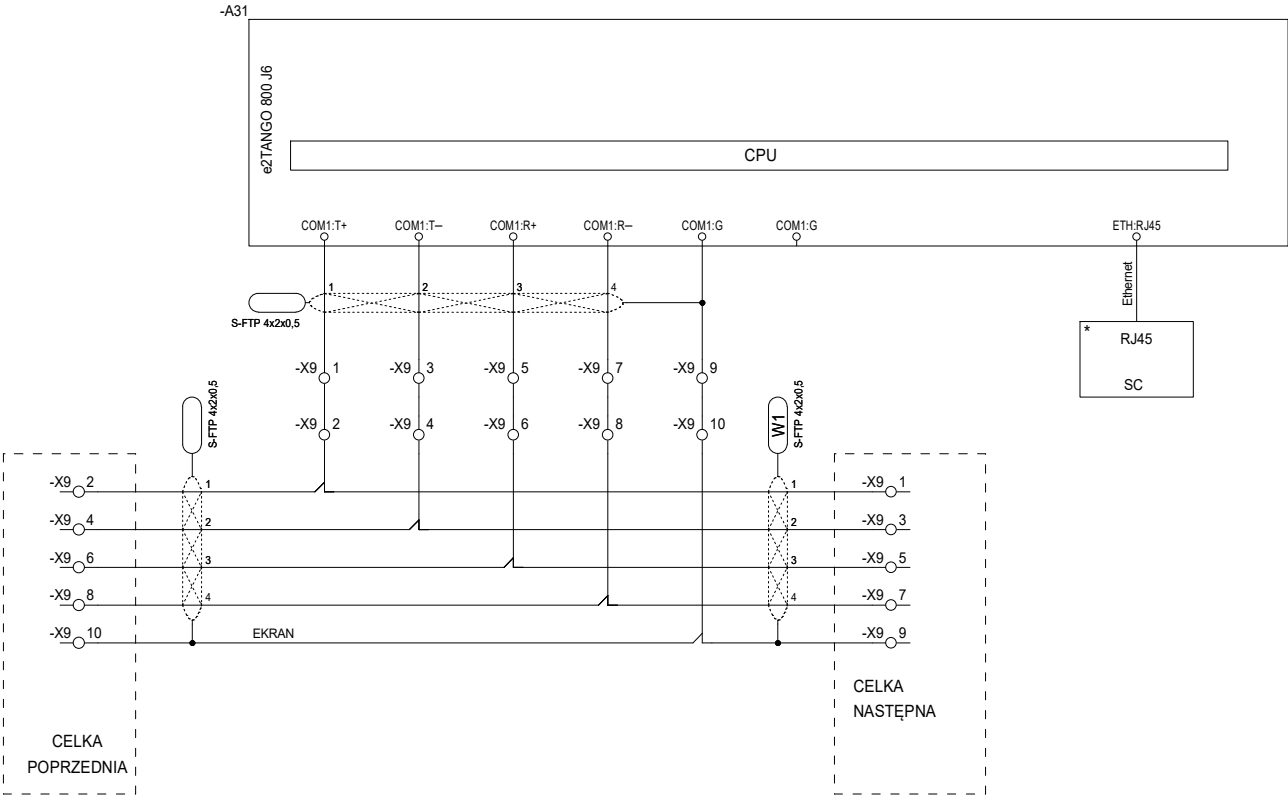 -A31
e2TANGO 800 J6
CPU
COM1:T+ COM1:T– COM1:R+ COM1:R– COM1:G COM1:G ETH:RJ45
Ethernet
1 2 3 4
S-FTP 4x2x0,5
* RJ45
SC
-X9 1 -X9 3 -X9 5 -X9 7 -X9 9
S-FTP 4x2x0,5
-X9 2 -X9 4 -X9 6 -X9 8 -X9 10
W1
S-FTP 4x2x0,5
-X9 2 1 1 -X9 1
-X9 4 2 2 -X9 3
-X9 6 3 3 -X9 5
-X9 8 4 4 -X9 7
-X9 10 EKRAN -X9 9
CELKA
NASTĘPNA
CELKA
POPRZEDNIA